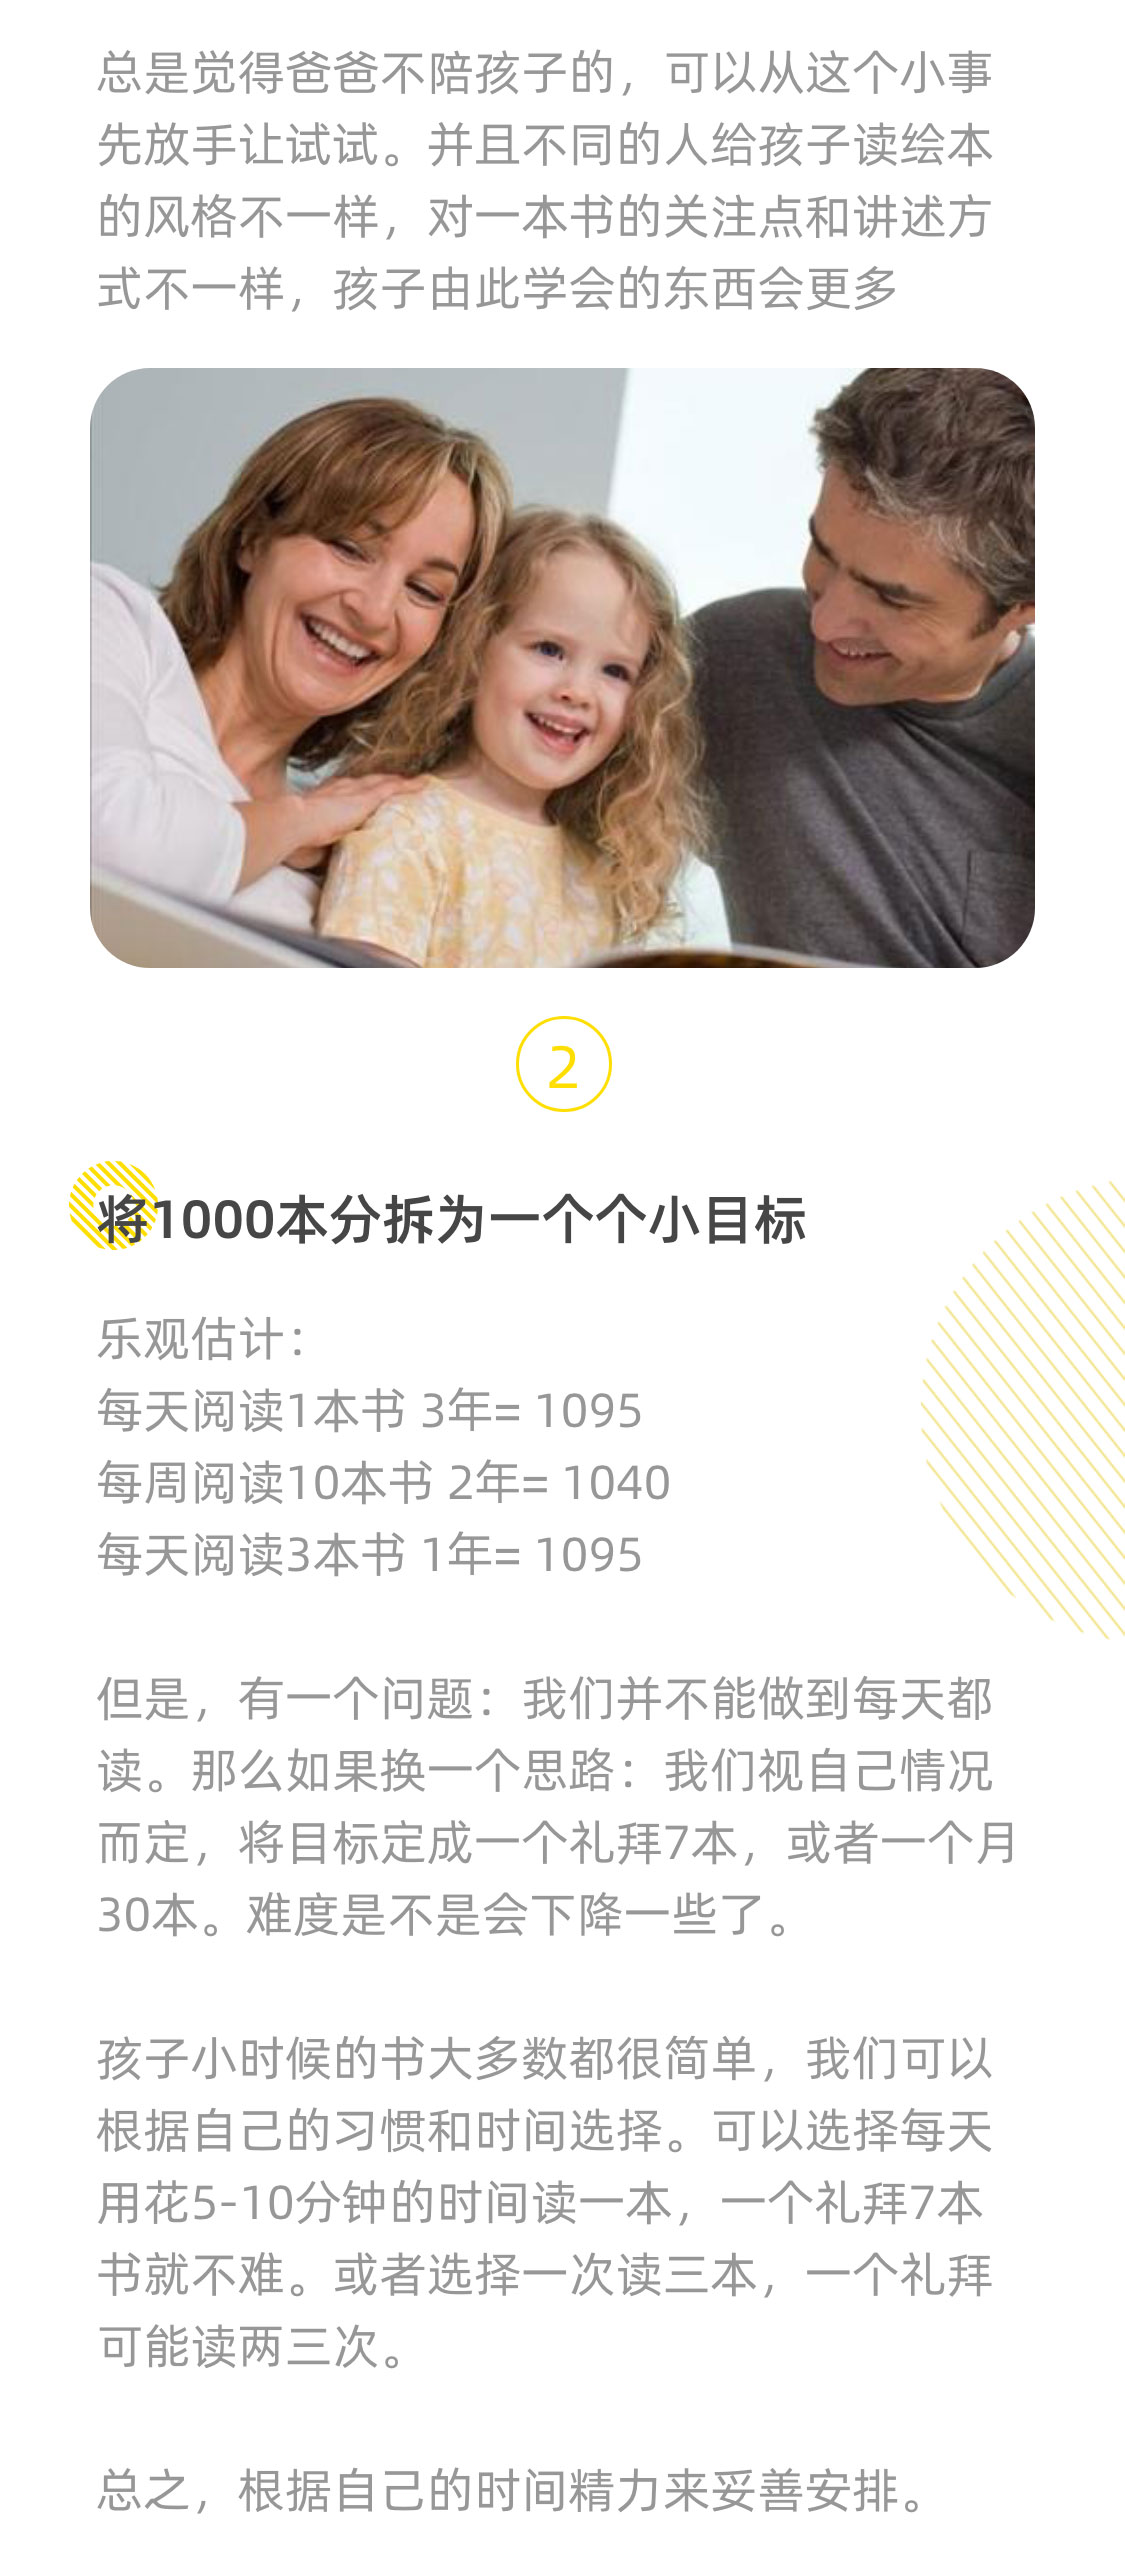 总是觉得爸爸不陪孩子的，可以从这个小事
先放手让试试。并且不同的人给孩子读绘本
的风格不一样，对一本书的关注点和讲述方
式不一样，孩子由此学会的东西会更多
2
将1000本分拆为一个个小目标
乐观估计：
每天阅读1本书 3年= 1095
每周阅读10本书 2年= 1040
每天阅读3本书 1年= 1095
但是，有一个问题：我们并不能做到每天都
读。那么如果换一个思路：我们视自己情况
而定，将目标定成一个礼拜7本，或者一个月
30本。难度是不是会下降一些了。
孩子小时候的书大多数都很简单，我们可以
根据自己的习惯和时间选择。可以选择每天
用花5-10分钟的时间读一本，一个礼拜7本
书就不难。或者选择一次读三本，一个礼拜
可能读两三次。
总之，根据自己的时间精力来妥善安排。